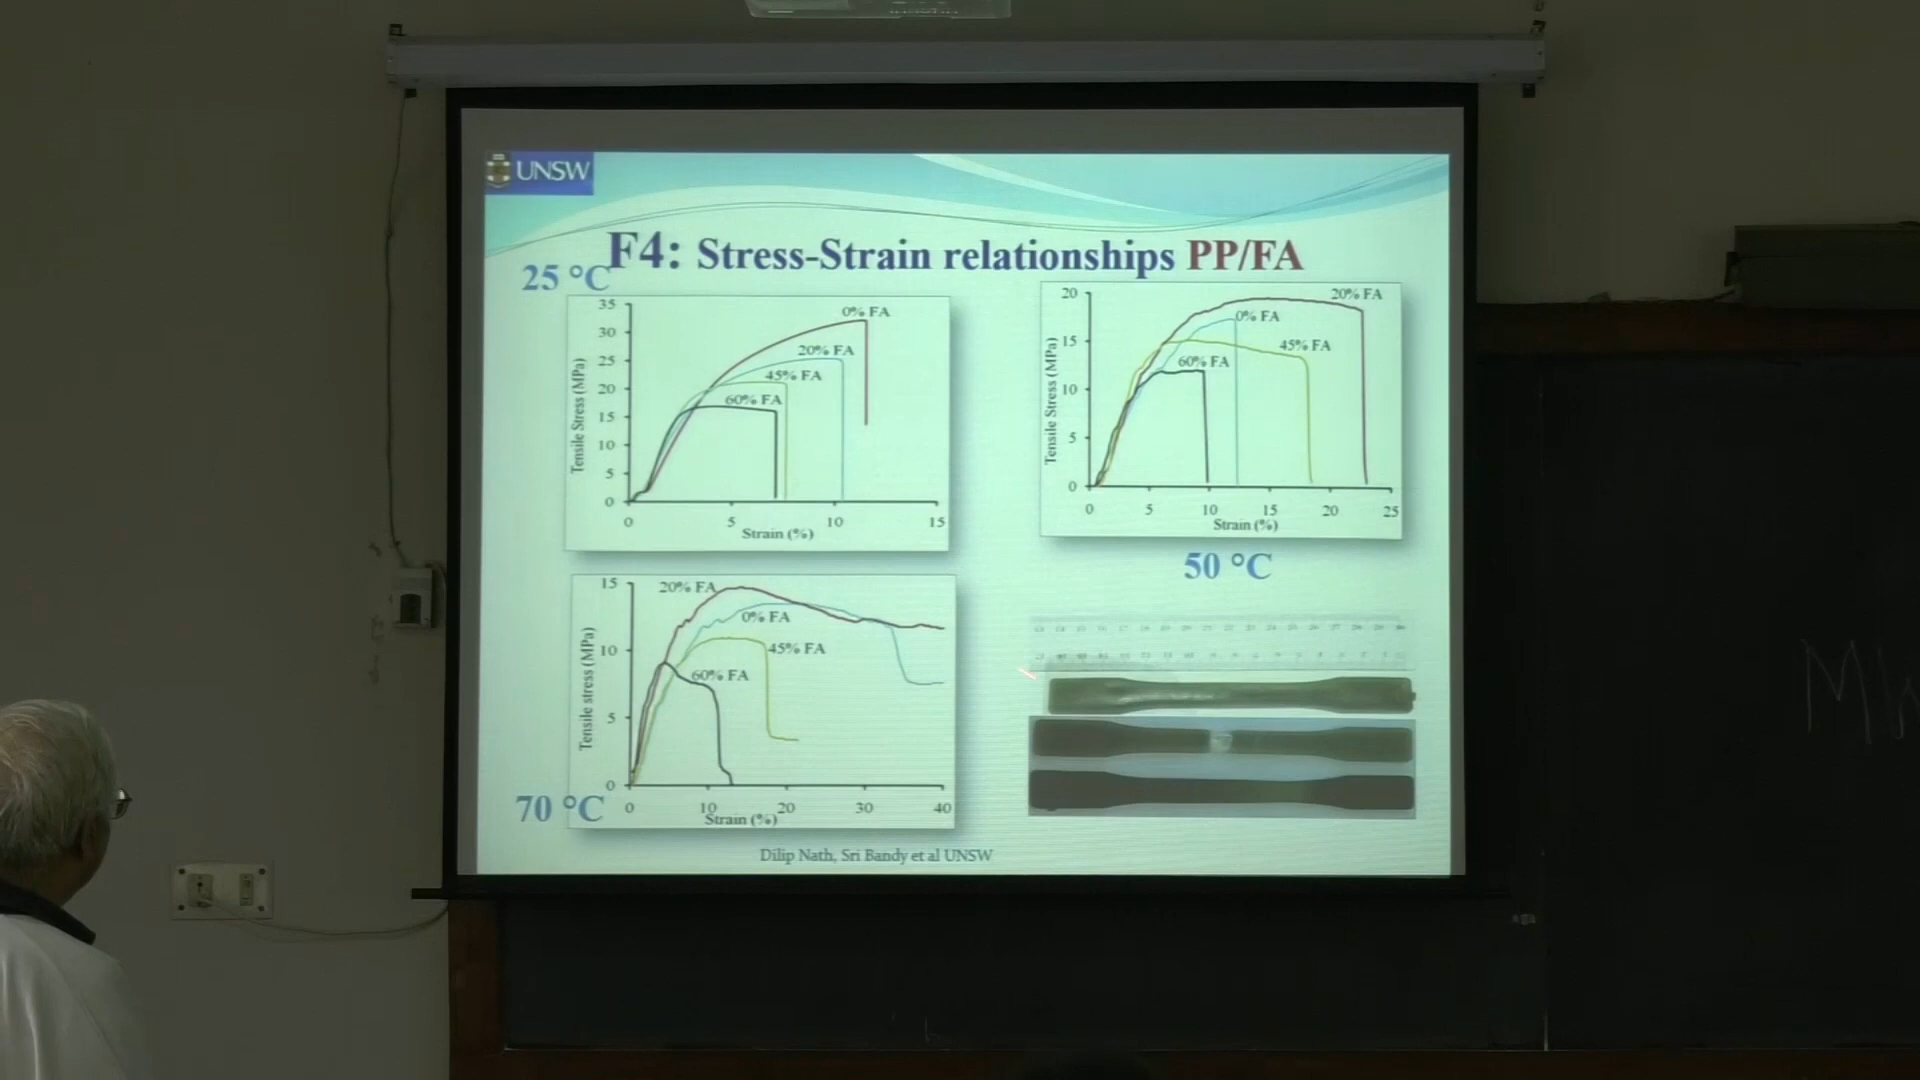 UNSW
F4: Stress-Strain relationships PP/FA
25 °C
35
30
25
20
15
10
5
0
Tensile Stress (MPa)
0% FA
20% FA
45% FA
60% FA
0 5 10 15
Strain (%)
20
15
10
5
0
Tensile Stress (MPa)
20% FA
0% FA
45% FA
60% FA
0 5 10 15 20 25
Strain (%)
50 °C
15
10
5
0
Tensile stress (MPa)
20% FA
0% FA
45% FA
60% FA
0 10 20 30 40
Strain (%)
70 °C
Dilip Nath, Sri Bandy et al UNSW